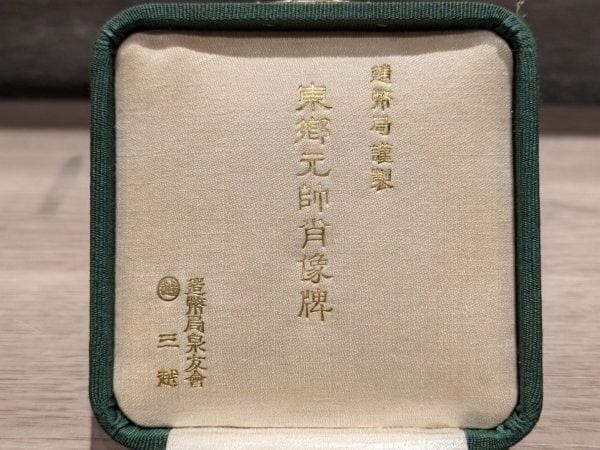 造幣局謹製
東郷元帥肖像牌
造幣局泉友會
越 三越